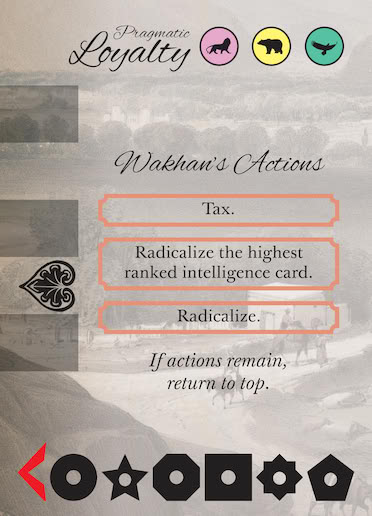 Pragmatic
Loyalty
Wakhan's Actions
Tax.
Radicalize the highest
ranked intelligence card.
Radicalize.
If actions remain,
return to top.